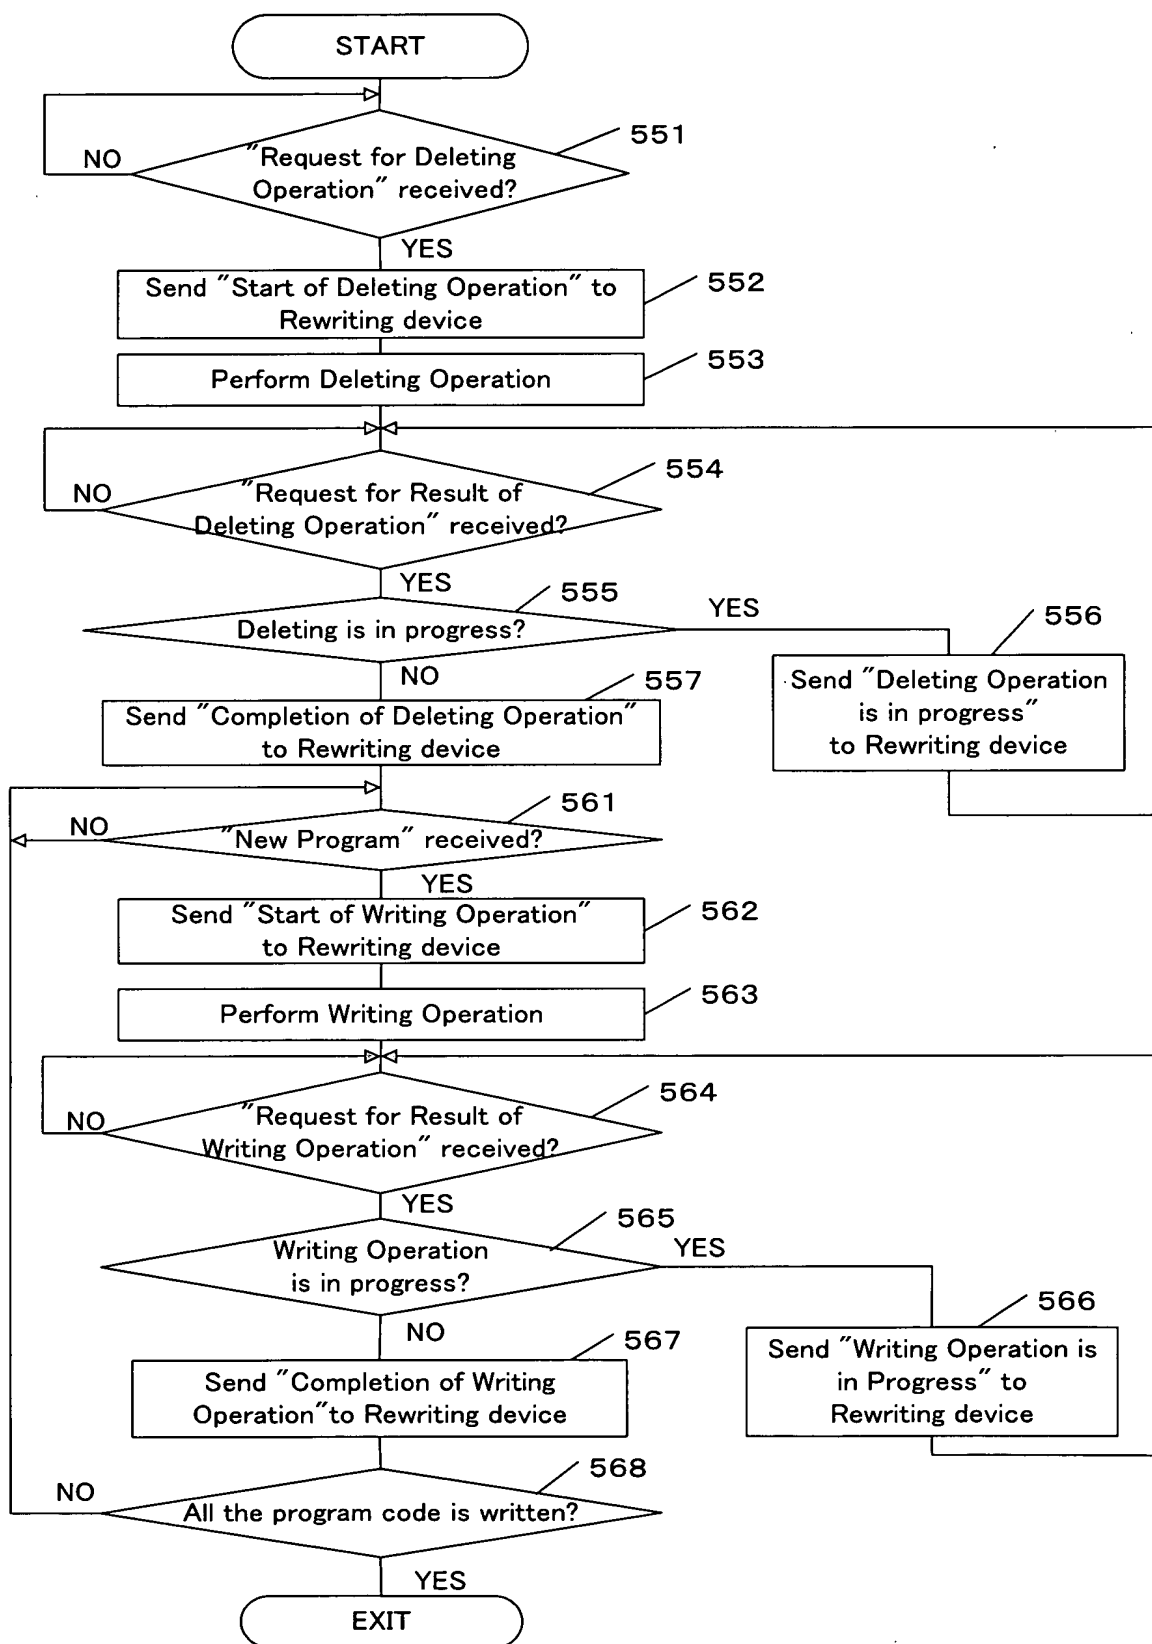 START
551
NO
"Request for Deleting
Operation" received?
YES
Send "Start of Deleting Operation" to
Rewriting device
552
Perform Deleting Operation
553
554
NO
"Request for Result of
Deleting Operation" received?
YES
555
YES
Deleting is in progress?
556
NO
557
Send "Deleting Operation
is in progress"
to Rewriting device
Send "Completion of Deleting Operation"
to Rewriting device
561
NO
"New Program" received?
YES
Send "Start of Writing Operation"
to Rewriting device
562
Perform Writing Operation
563
564
NO
"Request for Result of
Writing Operation" received?
YES
565
YES
Writing Operation
is in progress?
566
NO
567
Send "Writing Operation is
in Progress" to
Rewriting device
Send "Completion of Writing
Operation"to Rewriting device
568
NO
All the program code is written?
YES
EXIT